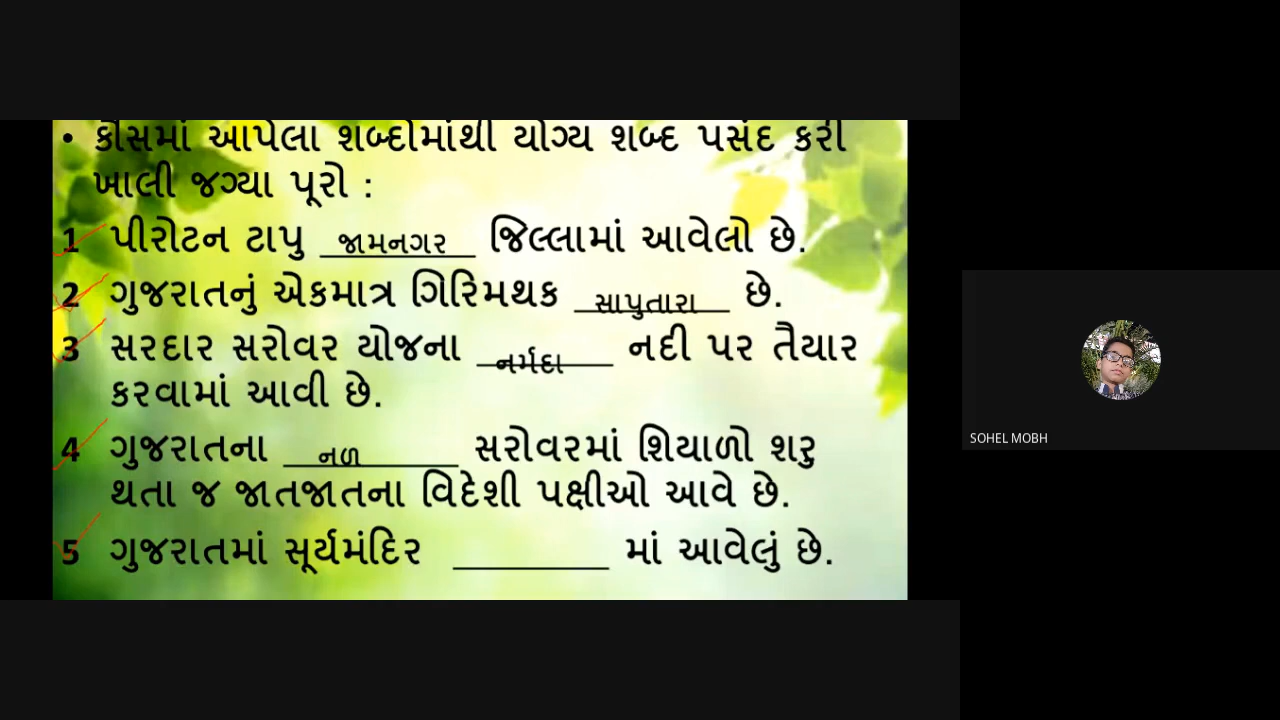 • કૌંસમાં આપેલા શબ્દોમાંથી યોગ્ય શબ્દ પસંદ કરી
ખાલી જગ્યા પૂરો :
1 પીરોટન ટાપુ જામનગર જિલ્લામાં આવેલો છે.
2 ગુજરાતનું એકમાત્ર ગિરિમથક સાપુતારા છે.
3 સરદાર સરોવર યોજના નર્મદા નદી પર તૈયાર
કરવામાં આવી છે.
4 ગુજરાતના નળ સરોવરમાં શિયાળો શરુ
થતા જ જાતજાતના વિદેશી પક્ષીઓ આવે છે.
5 ગુજરાતમાં સૂર્યમંદિર __________ માં આવેલું છે.
SOHEL MOBH